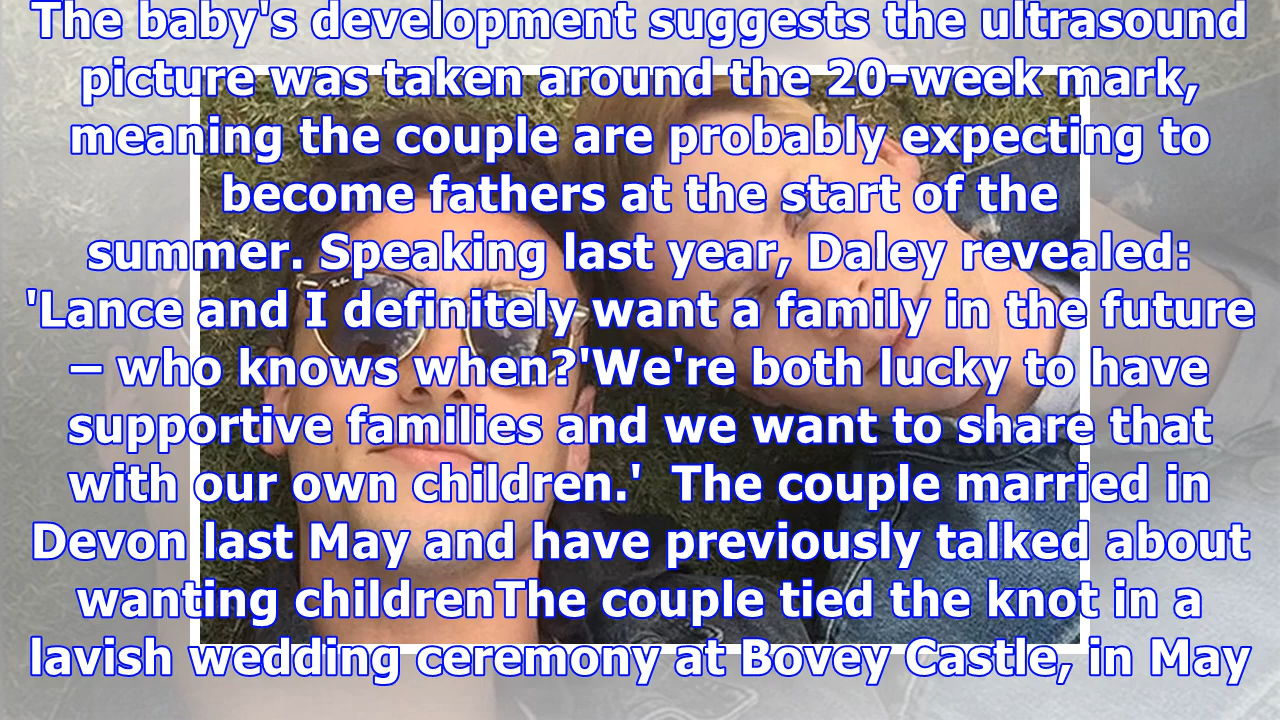 The baby's development suggests the ultrasound
picture was taken around the 20-week mark,
meaning the couple are probably expecting to
become fathers at the start of the
summer. Speaking last year, Daley revealed:
'Lance and I definitely want a family in the future
– who knows when?'We're both lucky to have
supportive families and we want to share that
with our own children.'  The couple married in
Devon last May and have previously talked about
wanting childrenThe couple tied the knot in a
lavish wedding ceremony at Bovey Castle, in May